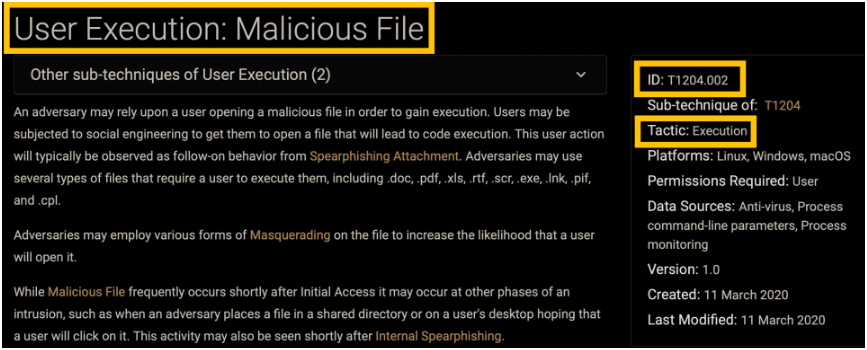 User Execution: Malicious File
Other sub-techniques of User Execution (2)
An adversary may rely upon a user opening a malicious file in order to gain execution. Users may be
subjected to social engineering to get them to open a file that will lead to code execution. This user action
will typically be observed as follow-on behavior from Spearphishing Attachment. Adversaries may use
several types of files that require a user to execute them, including .doc, .pdf, .xls, .rtf, .scr, .exe, .lnk, .pif,
and .cpl.
Adversaries may employ various forms of Masquerading on the file to increase the likelihood that a user
will open it.
While Malicious File frequently occurs shortly after Initial Access it may occur at other phases of an
intrusion, such as when an adversary places a file in a shared directory or on a user's desktop hoping that
a user will click on it. This activity may also be seen shortly after Internal Spearphishing.
ID: T1204.002
Sub-technique of: T1204
Tactic: Execution
Platforms: Linux, Windows, macOS
Permissions Required: User
Data Sources: Anti-virus, Process
command-line parameters, Process
monitoring
Version: 1.0
Created: 11 March 2020
Last Modified: 11 March 2020